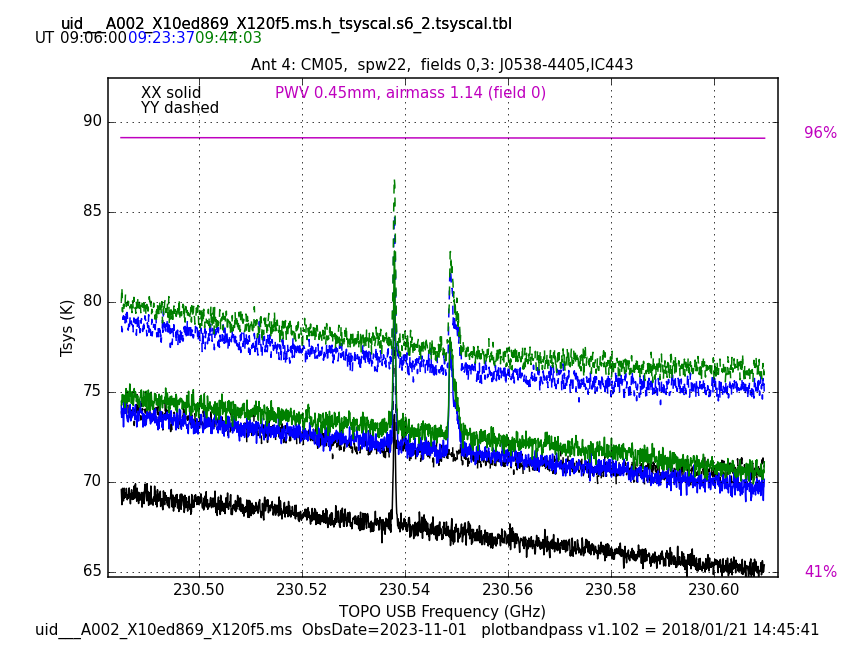 uid___A002_X10ed869_X120f5.ms.h_tsyscal.s6_2.tsyscal.tbl
UT 09:06:00 09:23:37 09:44:03
Ant 4: CM05, spw22, fields 0,3: J0538-4405,IC443
XX solid
YY dashed
PWV 0.45mm, airmass 1.14 (field 0)
96%
41%
90
85
80
75
70
65
Tsys (K)
230.50 230.52 230.54 230.56 230.58 230.60
TOPO USB Frequency (GHz)
uid___A002_X10ed869_X120f5.ms ObsDate=2023-11-01 plotbandpass v1.102 = 2018/01/21 14:45:41